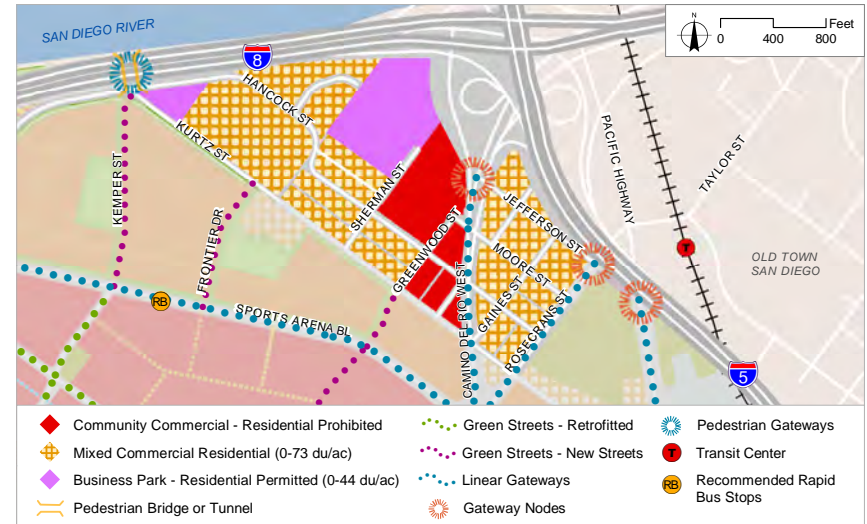 SAN DIEGO RIVER
8
N
Feet
0 400 800
HANCOCK ST
KURTZ ST
KEMPER ST
FRONTIER DR
SHERMAN ST
GREENWOOD ST
CAMINO DEL RIO WEST
JEFFERSON ST
MOORE ST
GAINES ST
ROSECRANS ST
PACIFIC HIGHWAY
TAYLOR ST
T
OLD TOWN
SAN DIEGO
RB
SPORTS ARENA BL
5
Community Commercial - Residential Prohibited
Mixed Commercial Residential (0-73 du/ac)
Business Park - Residential Permitted (0-44 du/ac)
Pedestrian Bridge or Tunnel
Green Streets - Retrofitted
Green Streets - New Streets
Linear Gateways
Gateway Nodes
Pedestrian Gateways
T Transit Center
RB Recommended Rapid
Bus Stops